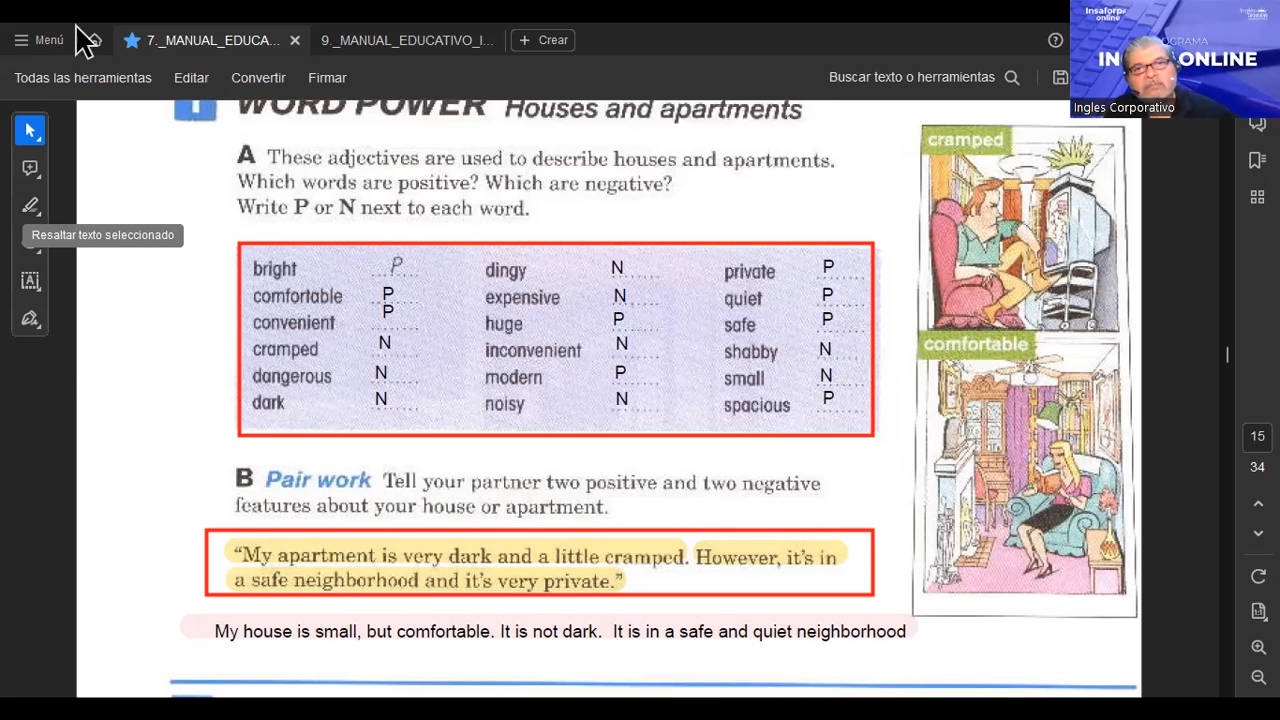 Menú
7._MANUAL_EDUCA...
9._MANUAL_EDUCATIVO_I...
Crear
Todas las herramientas
Editar
Convertir
Firmar
Buscar texto o herramientas
Insaforp
online
INGLES ONLINE
Ingles Corporativo
Resaltar texto seleccionado
1 WORD POWER Houses and apartments
A These adjectives are used to describe houses and apartments.
Which words are positive? Which are negative?
Write P or N next to each word.
bright P dingy N private P
comfortable P expensive N quiet P
convenient P huge P safe P
cramped N inconvenient N shabby N
dangerous N modern P small N
dark N noisy N spacious P
cramped
comfortable
B Pair work Tell your partner two positive and two negative
features about your house or apartment.
"My apartment is very dark and a little cramped. However, it's in
a safe neighborhood and it's very private."
My house is small, but comfortable. It is not dark. It is in a safe and quiet neighborhood
15
34